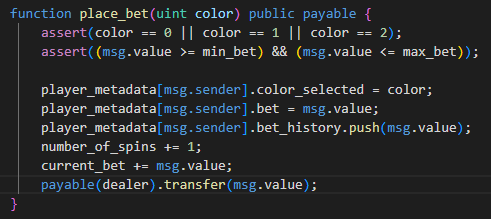 function place_bet(uint color) public payable {
    assert(color == 0 || color == 1 || color == 2);
    assert((msg.value >= min_bet) && (msg.value <= max_bet));

    player_metadata[msg.sender].color_selected = color;
    player_metadata[msg.sender].bet = msg.value;
    player_metadata[msg.sender].bet_history.push(msg.value);
    number_of_spins += 1;
    current_bet += msg.value;
    payable(dealer).transfer(msg.value);
}